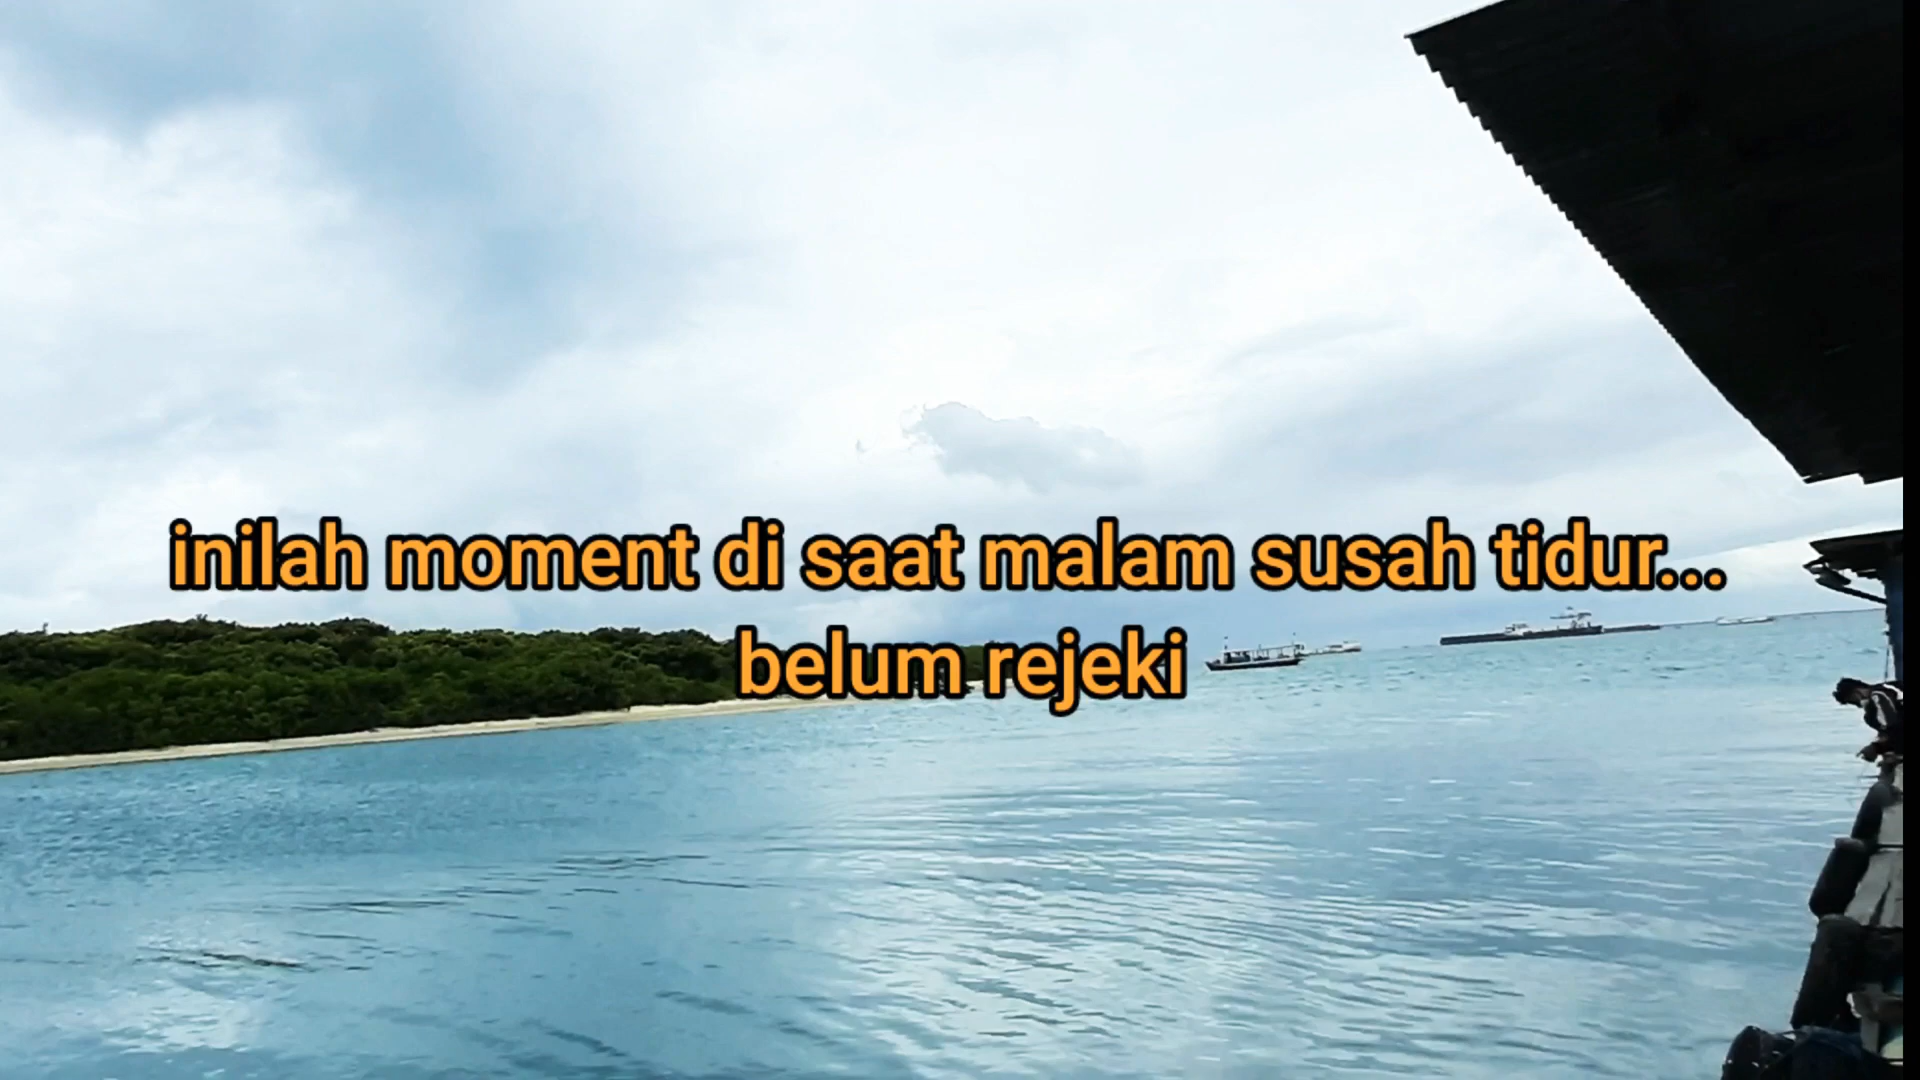 inilah moment di saat malam susah tidur...
belum rejeki